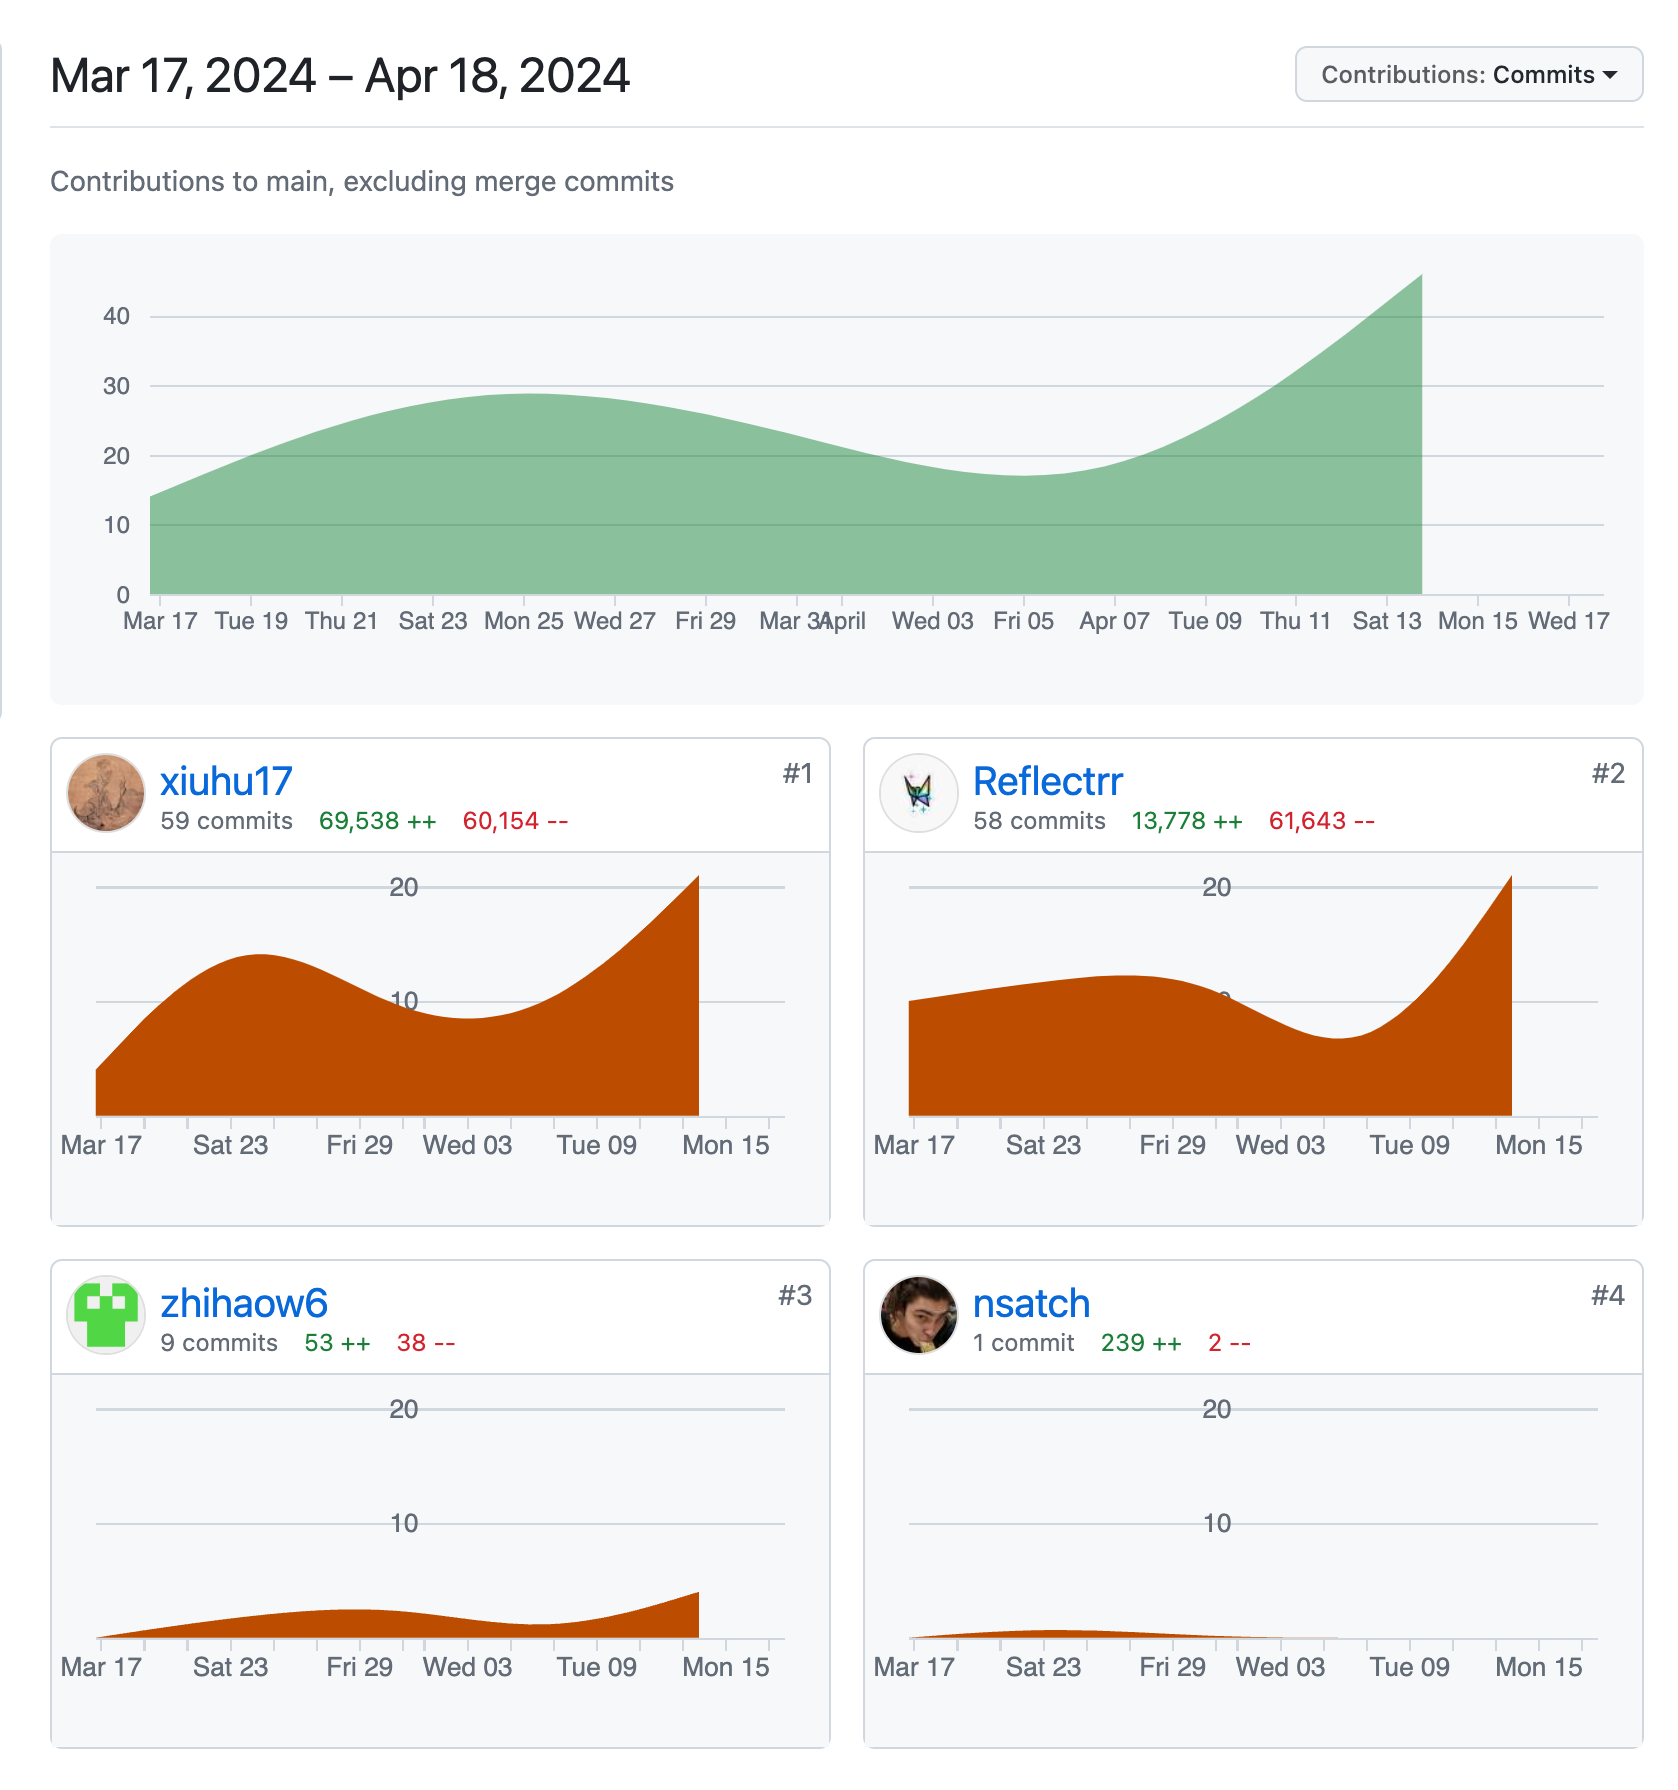 Mar 17, 2024 – Apr 18, 2024
Contributions: Commits
Contributions to main, excluding merge commits
40
30
20
10
0
Mar 17 Tue 19 Thu 21 Sat 23 Mon 25 Wed 27 Fri 29 Mar 31 April Wed 03 Fri 05 Apr 07 Tue 09 Thu 11 Sat 13 Mon 15 Wed 17
xiuhu17 #1
59 commits 69,538 ++ 60,154 --
20
10
Mar 17 Sat 23 Fri 29 Wed 03 Tue 09 Mon 15
Reflectrr #2
58 commits 13,778 ++ 61,643 --
20
Mar 17 Sat 23 Fri 29 Wed 03 Tue 09 Mon 15
zhihaow6 #3
9 commits 53 ++ 38 --
20
10
Mar 17 Sat 23 Fri 29 Wed 03 Tue 09 Mon 15
nsatch #4
1 commit 239 ++ 2 --
20
10
Mar 17 Sat 23 Fri 29 Wed 03 Tue 09 Mon 15